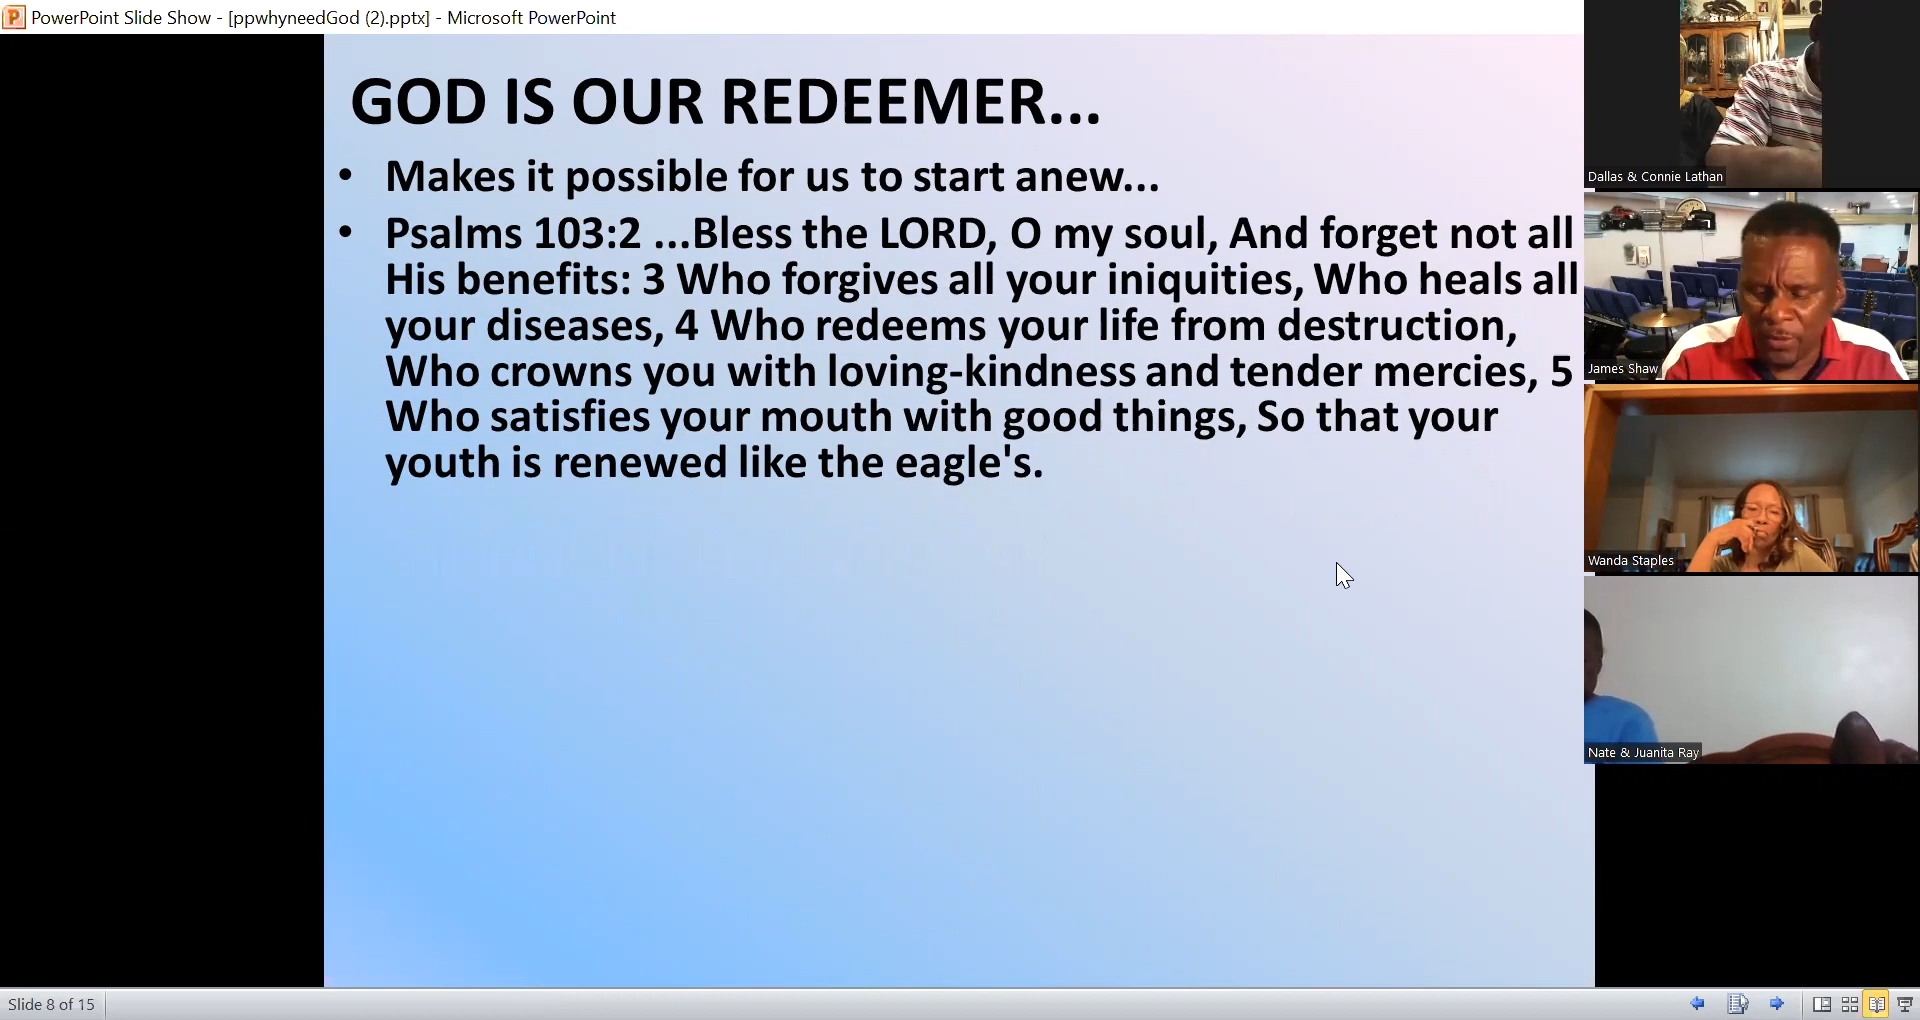 PowerPoint Slide Show - [ppwhyneedGod (2).pptx] - Microsoft PowerPoint
GOD IS OUR REDEEMER...
• Makes it possible for us to start anew...
• Psalms 103:2 ...Bless the LORD, O my soul, And forget not all
His benefits: 3 Who forgives all your iniquities, Who heals all
your diseases, 4 Who redeems your life from destruction,
Who crowns you with loving-kindness and tender mercies, 5
Who satisfies your mouth with good things, So that your
youth is renewed like the eagle's.
Dallas & Connie Lathan
James Shaw
Wanda Staples
Nate & Juanita Ray
Slide 8 of 15